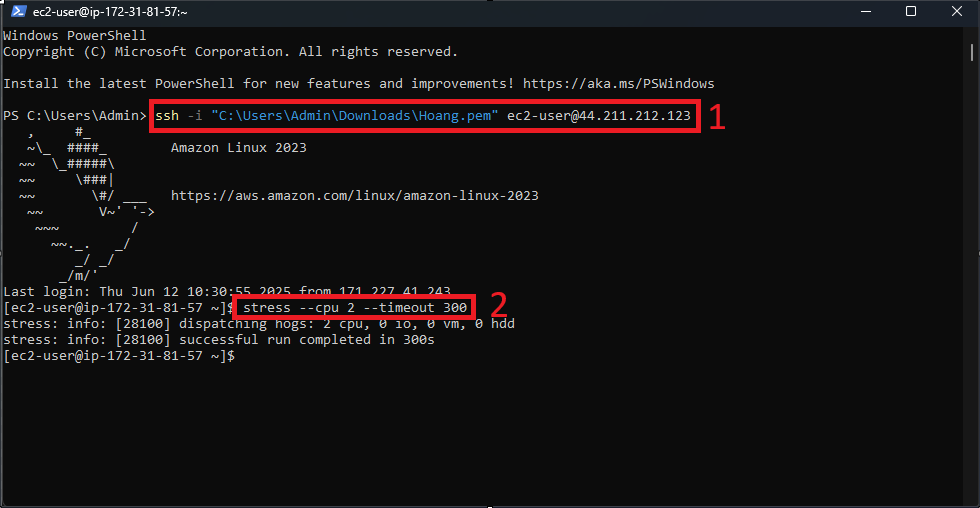 ec2-user@ip-172-31-81-57:~
Windows PowerShell
Copyright (C) Microsoft Corporation. All rights reserved.
Install the latest PowerShell for new features and improvements! https://aka.ms/PSWindows
PS C:\Users\Admin> ssh -i "C:\Users\Admin\Downloads\Hoang.pem" ec2-user@44.211.212.123 1
   ,     #_
   ~\_  ####_        Amazon Linux 2023
  ~~  \_#####\
  ~~     \###|
  ~~       \#/ ___   https://aws.amazon.com/linux/amazon-linux-2023
   ~~       V~' '->
    ~~~         /
      ~~._.   _/
         _/ _/
       _/m/'
Last login: Thu Jun 12 10:30:55 2025 from 171.227.41.243
[ec2-user@ip-172-31-81-57 ~]$ stress --cpu 2 --timeout 300 2
stress: info: [28100] dispatching hogs: 2 cpu, 0 io, 0 vm, 0 hdd
stress: info: [28100] successful run completed in 300s
[ec2-user@ip-172-31-81-57 ~]$